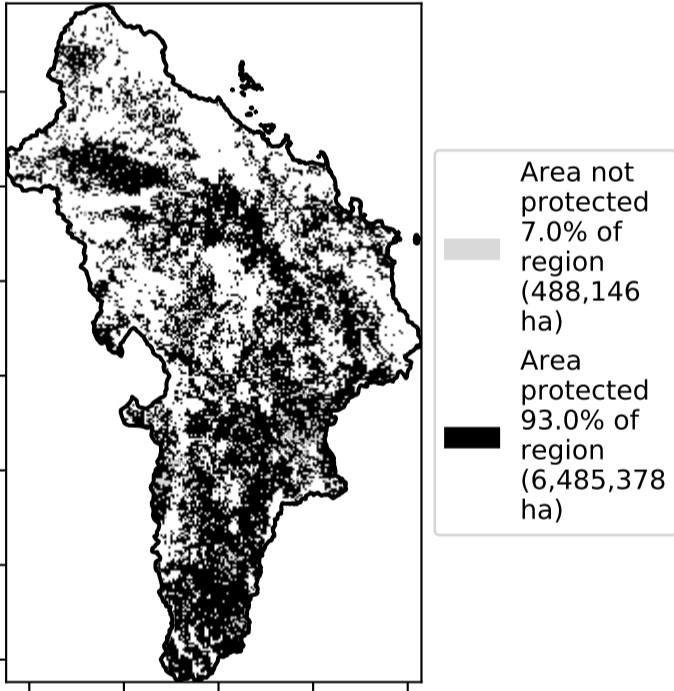 Area not
protected
7.0% of
region
(488,146
ha)
Area
protected
93.0% of
region
(6,485,378
ha)